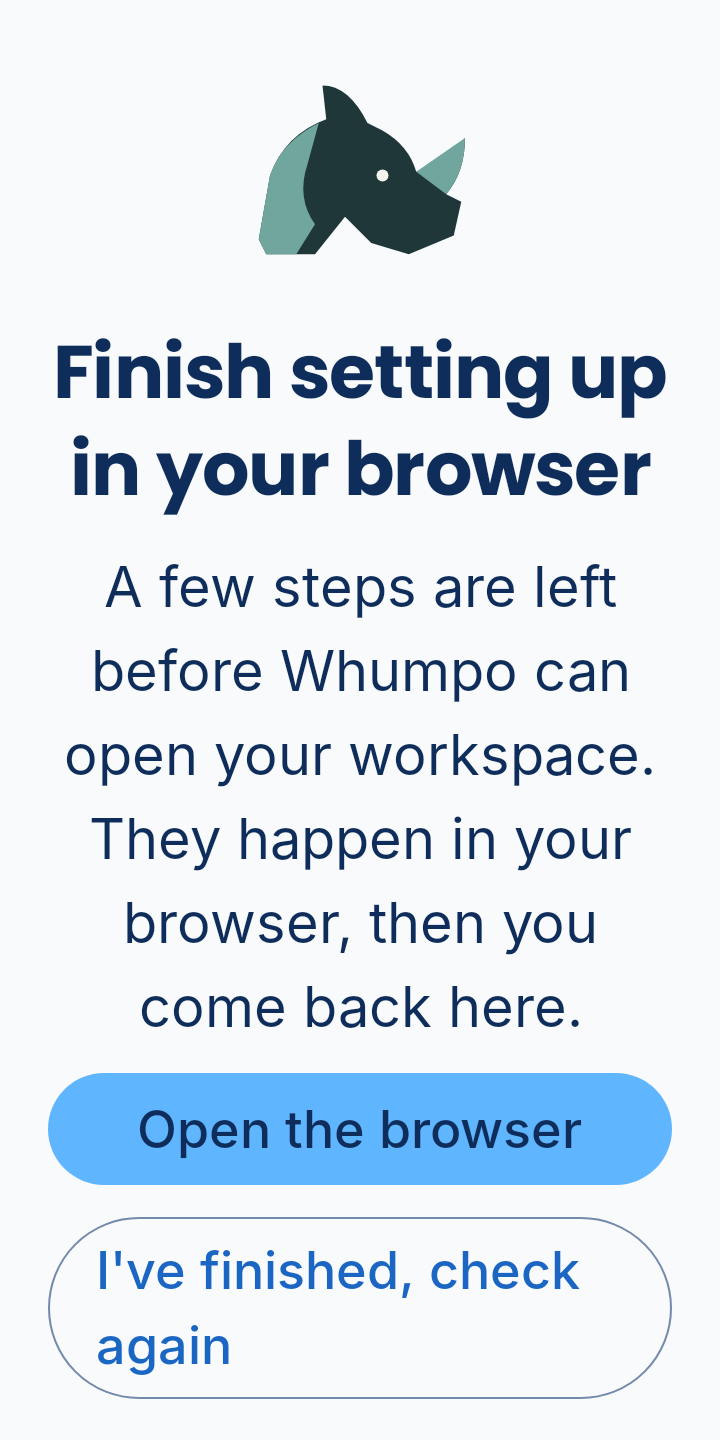 Finish setting up
in your browser
A few steps are left
before Whumpo can
open your workspace.
They happen in your
browser, then you
come back here.
Open the browser
I've finished, check
again